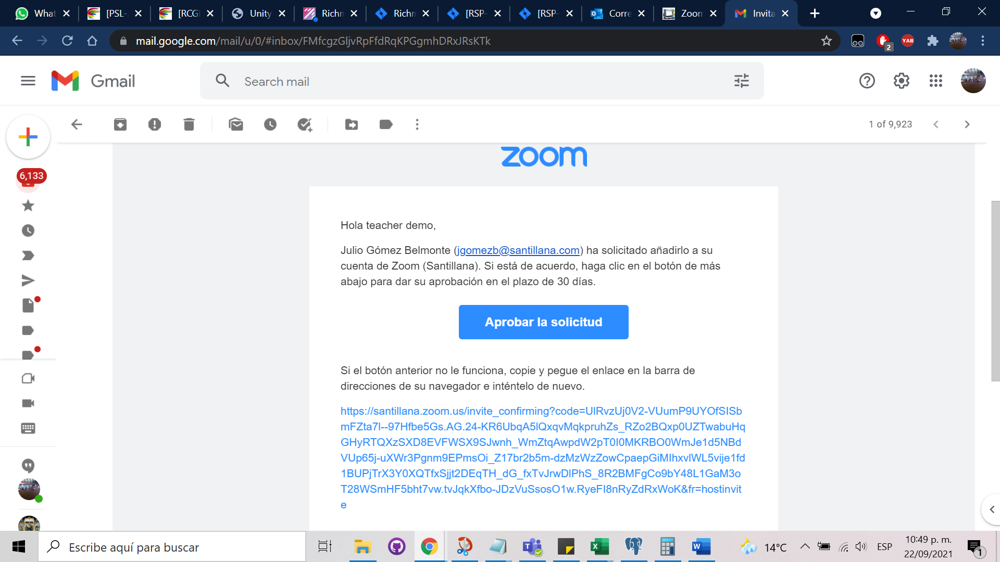 What
[PSL-
[RCGI
Unity
Richn
Richn
[RSP-
[RSP-
Corre
Zoom
Invita
mail.google.com/mail/u/0/#inbox/FMfcgzGljvRpFfdRqKPGgmhDRxJRsKTk
2
YAB
Gmail
Search mail
1 of 9,923
6,133
zoom
Hola teacher demo,
Julio Gómez Belmonte (jgomezb@santillana.com) ha solicitado añadirlo a su
cuenta de Zoom (Santillana). Si está de acuerdo, haga clic en el botón de más
abajo para dar su aprobación en el plazo de 30 días.
Aprobar la solicitud
Si el botón anterior no le funciona, copie y pegue el enlace en la barra de
direcciones de su navegador e inténtelo de nuevo.
https://santillana.zoom.us/invite_confirming?code=UlRvzUj0V2-VUumP9UYOfSISb
mFZta7l--97Hfbe5Gs.AG.24-KR6UbqA5lQxqvMqkpruhZs_RZo2BQxp0UZTwabuHq
GHyRTQXzSXD8EVFWSX9SJwnh_WmZtqAwpdW2pT0I0MKRBO0WmJe1d5NBd
VUp65j-uXWr3Pgnm9EPmsOi_Z17br2b5m-dzMzWzZowCpaepGiMIhxvlWL5vije1fd
1BUPjTrX3Y0XQTfxSjjt2DEqTH_dG_fxTvJrwDlPhS_8R2BMFgCo9bY48L1GaM3o
T28WSmHF5bht7vw.tvJqkXfbo-JDzVuSsosO1w.RyeFI8nRyZdRxWoK&fr=hostinvit
e
Escribe aquí para buscar
14°C
ESP
10:49 p. m.
22/09/2021
1